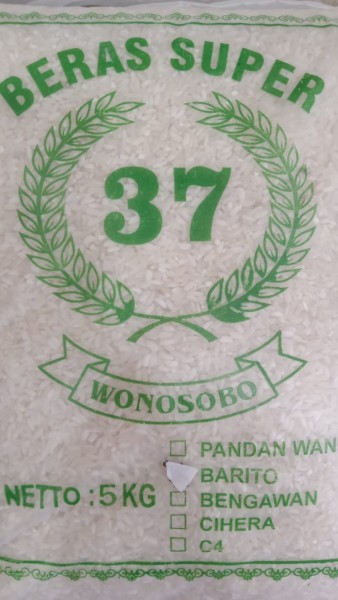 BERAS SUPER
37
WONOSOBO
NETTO : 5 KG
PANDAN WAN
BARITO
BENGAWAN
CIHERA
C4